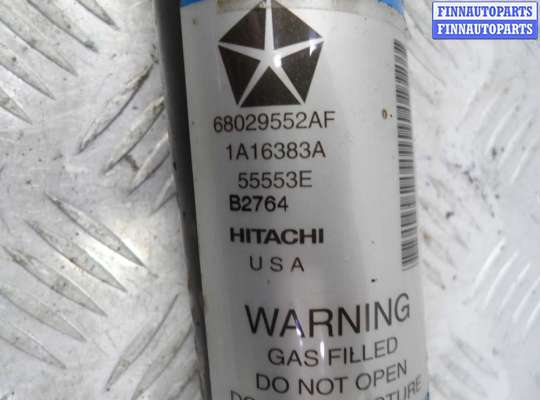 FINNAUTOPARTS
FINNAUTOPARTS
68029552AF
1A16383A
55553E
B2764
HITACHI
USA
WARNING
GAS FILLED
DO NOT OPEN